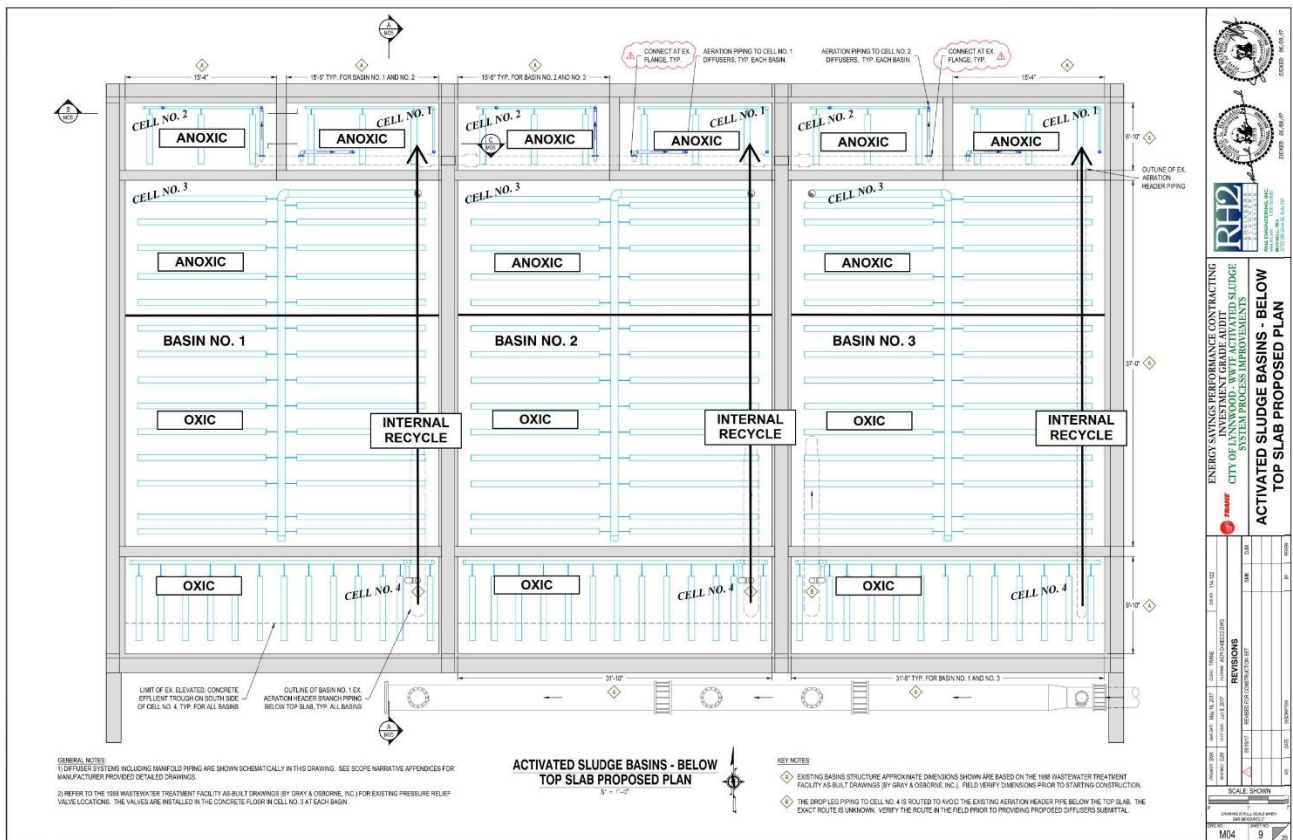 A
M05
B
M06
A
A
A
A
15'-4"
15'-5" TYP. FOR BASIN NO. 1 AND NO. 2
15'-5" TYP. FOR BASIN NO. 2 AND NO. 3
CONNECT AT EX.
FLANGE, TYP.
AERATION PIPING TO CELL NO. 1
DIFFUSERS, TYP. EACH BASIN.
AERATION PIPING TO CELL NO. 2
DIFFUSERS, TYP. EACH BASIN.
CONNECT AT EX.
FLANGE, TYP.
15'-4"
CELL NO. 2
ANOXIC
CELL NO. 1
ANOXIC
CELL NO. 2
ANOXIC
C
M05
CELL NO. 1
ANOXIC
CELL NO. 2
ANOXIC
CELL NO. 1
ANOXIC
6'-10"
A
OUTLINE OF EX.
AERATION
HEADER PIPING
CELL NO. 3
CELL NO. 3
CELL NO. 3
ANOXIC
ANOXIC
ANOXIC
BASIN NO. 1
BASIN NO. 2
BASIN NO. 3
37'-0"
A
OXIC
INTERNAL
RECYCLE
OXIC
INTERNAL
RECYCLE
OXIC
INTERNAL
RECYCLE
OXIC
CELL NO. 4
OXIC
CELL NO. 4
B
OXIC
CELL NO. 4
9'-10"
A
LIMIT OF EX. ELEVATED, CONCRETE
EFFLUENT TROUGH ON SOUTH SIDE
OF CELL NO. 4, TYP. FOR ALL BASINS
OUTLINE OF BASIN NO. 1 EX.
AERATION HEADER BRANCH PIPING
BELOW TOP SLAB, TYP. ALL BASINS
31'-10"
A
31'-6" TYP. FOR BASIN NO. 1 AND NO. 3
A
A
M05
GENERAL NOTES:
1) DIFFUSER SYSTEMS INCLUDING MANIFOLD PIPING ARE SHOWN SCHEMATICALLY IN THIS DRAWING. SEE SCOPE NARRATIVE APPENDICES FOR
MANUFACTURER PROVIDED DETAILED DRAWINGS.
2) REFER TO THE 1988 WASTEWATER TREATMENT FACILITY AS-BUILT DRAWINGS (BY GRAY & OSBORNE, INC.) FOR EXISTING PRESSURE RELIEF
VALVE LOCATIONS. THE VALVES ARE INSTALLED IN THE CONCRETE FLOOR IN CELL NO. 3 AT EACH BASIN.
ACTIVATED SLUDGE BASINS - BELOW
TOP SLAB PROPOSED PLAN
KEY NOTES:
A EXISTING BASINS STRUCTURE APPROXIMATE DIMENSIONS SHOWN ARE BASED ON THE 1988 WASTEWATER TREATMENT
FACILITY AS-BUILT DRAWINGS (BY GRAY & OSBORNE, INC.). FIELD VERIFY DIMENSIONS PRIOR TO STARTING CONSTRUCTION.
B THE DROP LEG PIPING TO CELL NO. 4 IS ROUTED TO AVOID THE EXISTING AERATION HEADER PIPE BELOW THE TOP SLAB. THE
EXACT ROUTE IS UNKNOWN. VERIFY THE ROUTE IN THE FIELD PRIOR TO PROVIDING PROPOSED DIFFUSERS SUBMITTAL.
RH2
RH2 ENGINEERING, INC.
ENERGY SAVINGS PERFORMANCE CONTRACTING
INVESTMENT GRADE AUDIT
CITY OF LYNNWOOD - WWTF ACTIVATED SLUDGE
SYSTEM PROCESS IMPROVEMENTS
TRANE
ACTIVATED SLUDGE BASINS - BELOW
TOP SLAB PROPOSED PLAN
REVISIONS
REVISED FOR CONSTRUCTION SET
NO.
DATE
DESCRIPTION
BY
SCALE: SHOWN
M04
9